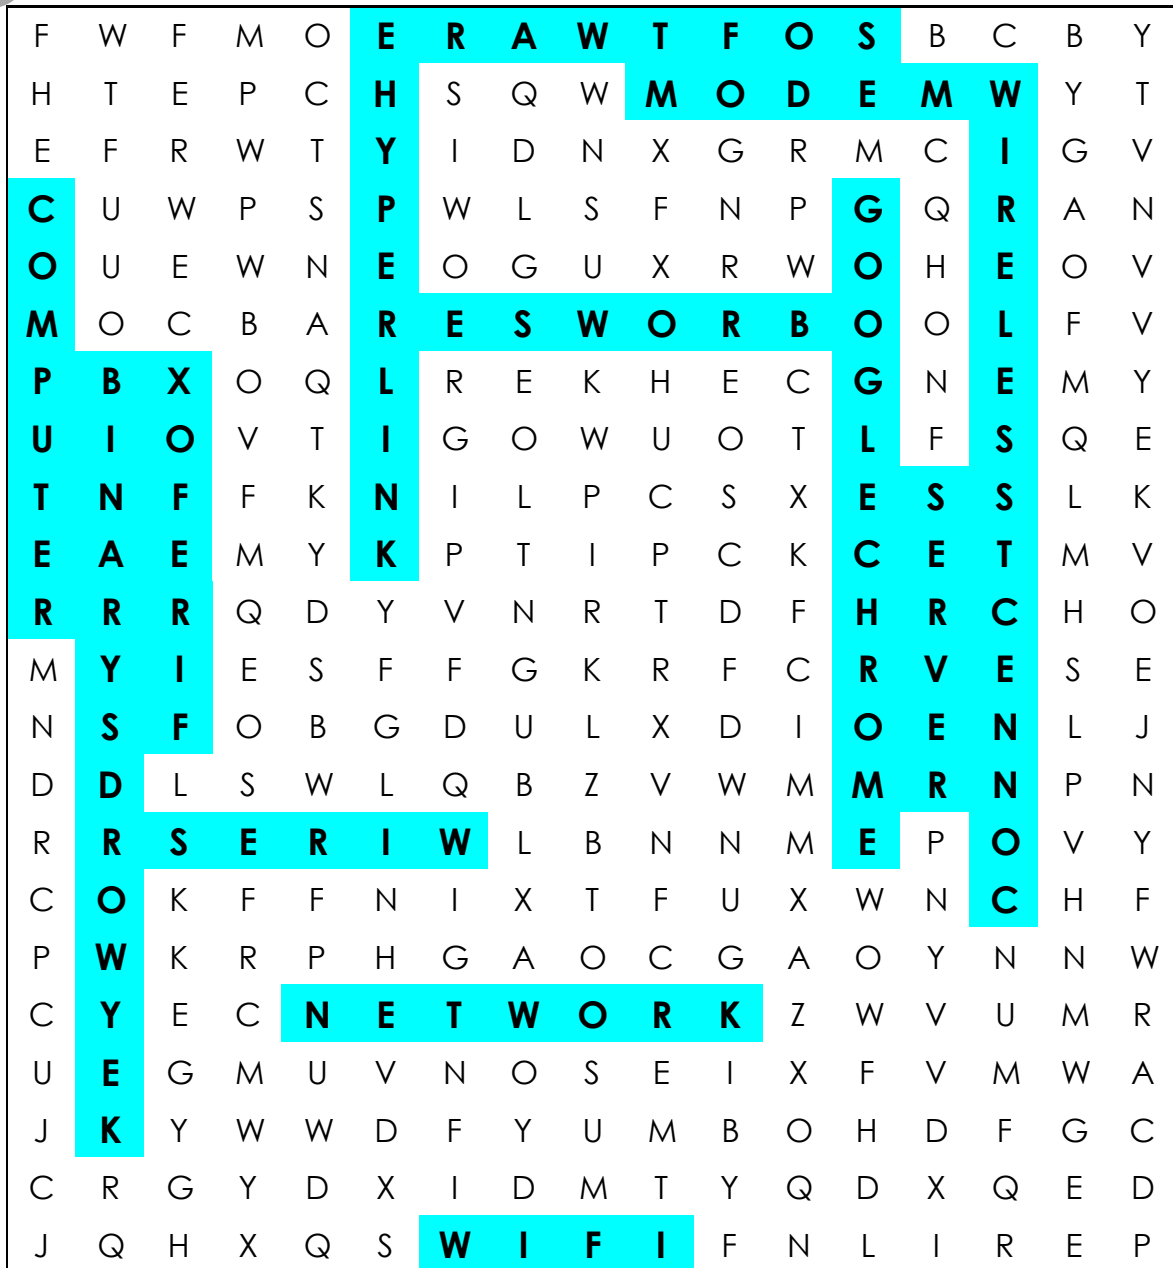 F W F M O E R A W T F O S B C B Y
H T E P C H S Q W M O D E M W Y T
E F R W T Y I D N X G R M C I G V
C U W P S P W L S F N P G Q R A N
O U E W N E O G U X R W O H E O V
M O C B A R E S W O R B O O L F V
P B X O Q L R E K H E C G N E M Y
U I O V T I G O W U O T L F S Q E
T N F F K N I L P C S X E S S L K
E A E M Y K P T I P C K C E T M V
R R R Q D Y V N R T D F H R C H O
M Y I E S F F G K R F C R V E S E
N S F O B G D U L X D I O E N L J
D D L S W L Q B Z V W M M R N P N
R R S E R I W L B N N M E P O V Y
C O K F F N I X T F U X W N C H F
P W K R P H G A O C G A O Y N N W
C Y E C N E T W O R K Z W V U M R
U E G M U V N O S E I X F V M W A
J K Y W W D F Y U M B O H D F G C
C R G Y D X I D M T Y Q D X Q E D
J Q H X Q S W I F I F N L I R E P